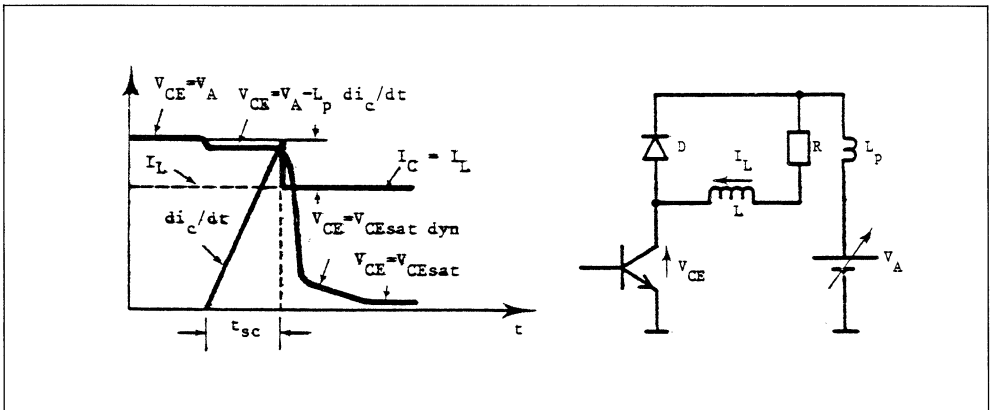 V_CE=V_A
V_CE=V_A-L_p di_c/dt
I_L
I_C = I_L
di_c/dt
V_CE=V_CEsat dyn
V_CE=V_CEsat
t_sc
t
D
R
L_p
I_L
L
V_CE
V_A